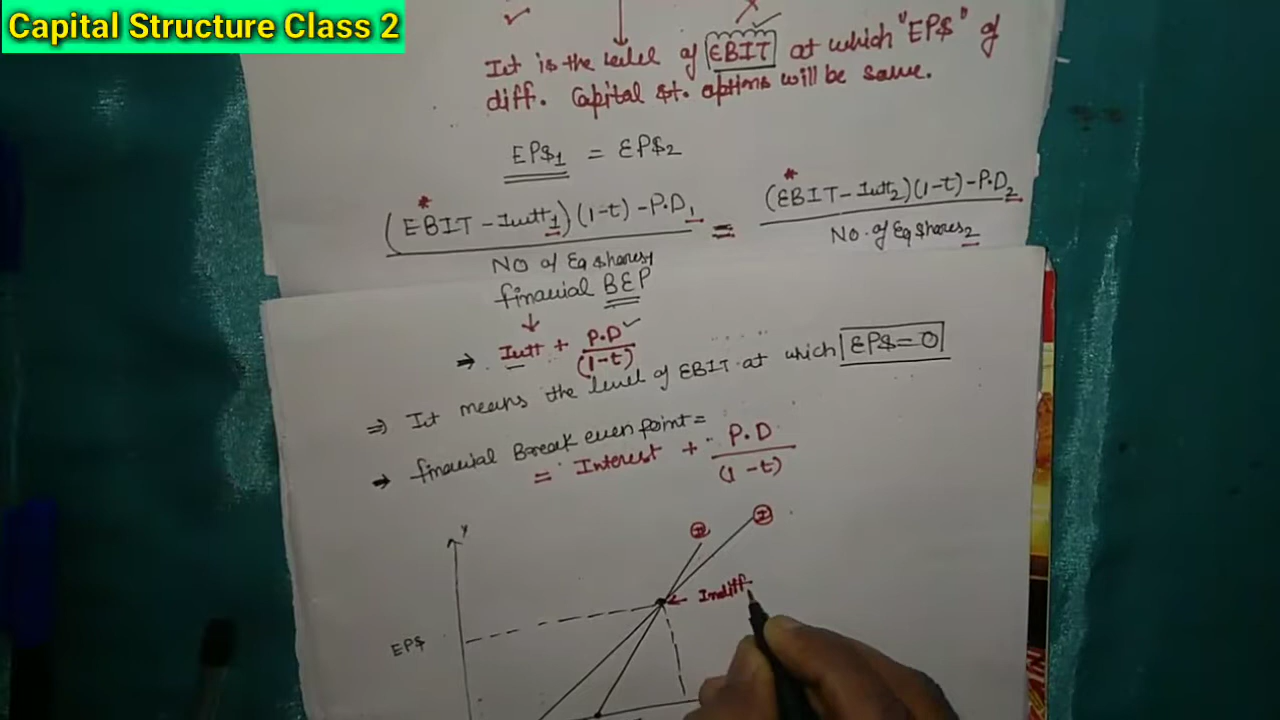 Capital Structure Class 2
It is the level of EBIT at which "EPS" of
diff. Capital st. options will be same.
EPS1 = EPS2
(EBIT - Intt1)(1-t) - P.D1 = (EBIT - Intt2)(1-t) - P.D2
No of Eq shares1
No. of Eq shares2
financial BEP
⇒ Intt + P.D
(1-t)
⇒ It means the level of EBIT at which EPS = 0
→ financial Break even point =
= Interest + P.D
(1-t)
Y
EPS
← Indiff